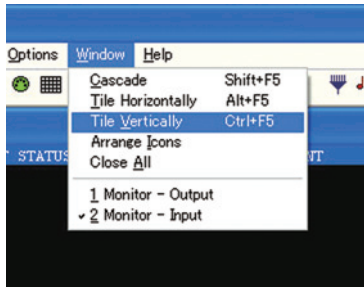 Options Window Help
Cascade Shift+F5
Tile Horizontally Alt+F5
Tile Vertically Ctrl+F5
Arrange Icons
Close All
STATUS
1 Monitor - Output
2 Monitor - Input